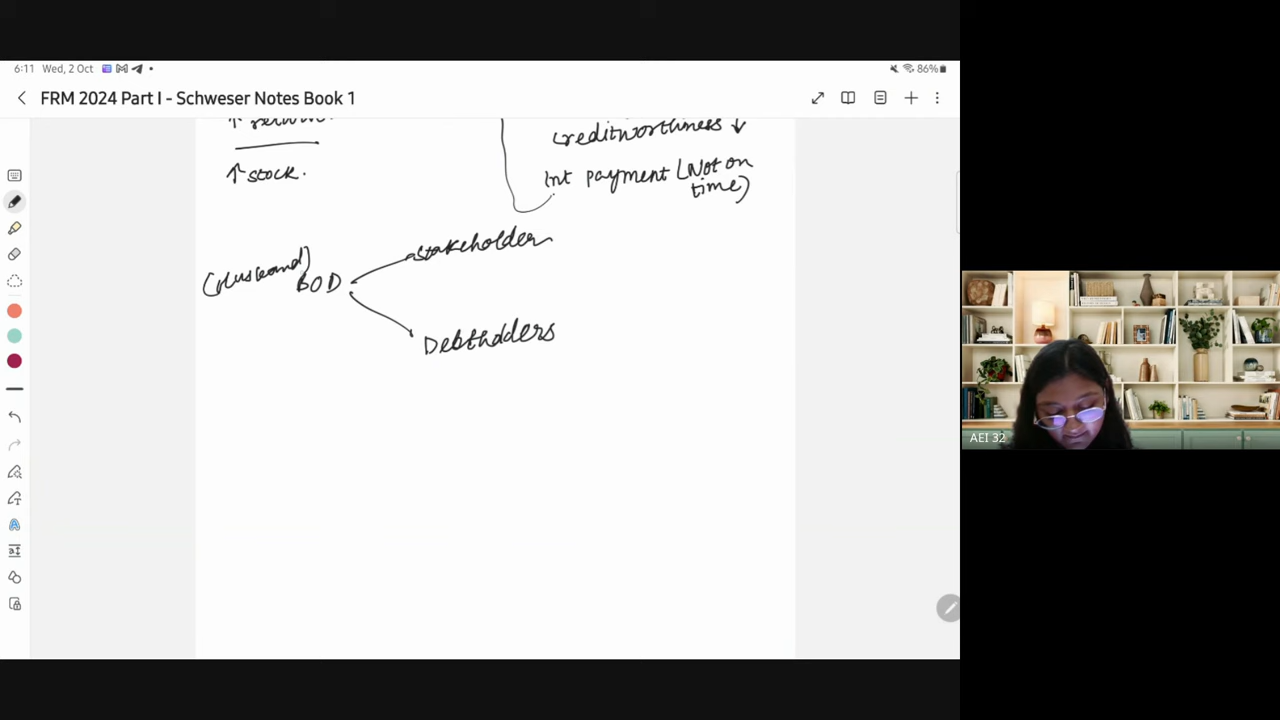 6:11 Wed, 2 Oct
86%
FRM 2024 Part I - Schweser Notes Book 1
↑ return.
↑ stock.
creditworthiness ↓
Int payment (Not on time)
(Husband) BOD
stakeholder
Debtholders
AEI 32